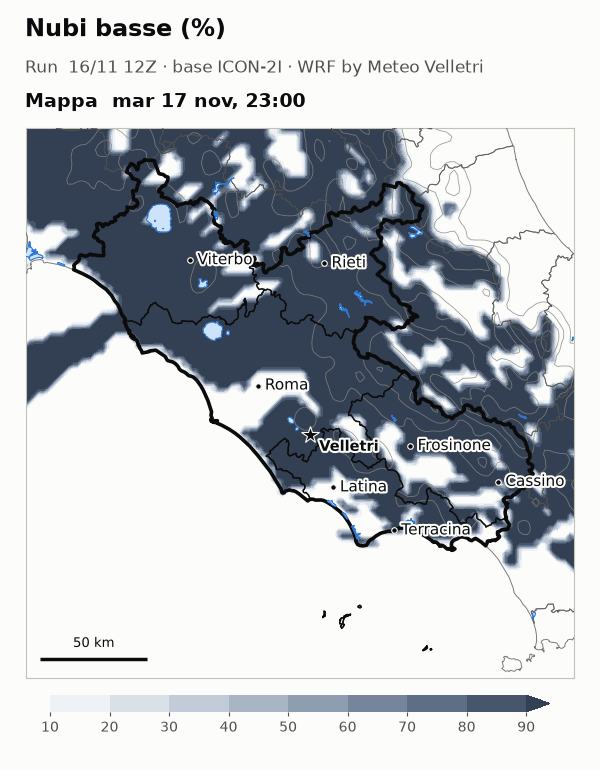 Nubi basse (%)
Run 16/11 12Z · base ICON-2I · WRF by Meteo Velletri
Mappa mar 17 nov, 23:00
Viterbo
Rieti
Roma
Velletri
Frosinone
Latina
Cassino
Terracina
50 km
10 20 30 40 50 60 70 80 90